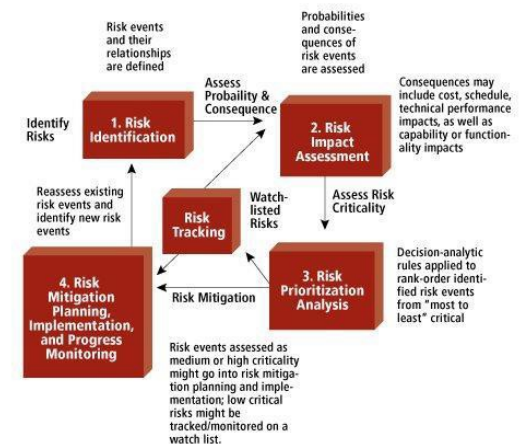 Risk events
and their
relationships
are defined
Probabilities
and conse-
quences of
risk events
are assessed
Identify
Risks
1. Risk
Identification
Assess
Probaility &
Consequence
2. Risk
Impact
Assessment
Consequences may
include cost, schedule,
technical performance
impacts, as well as
capability or function-
ality impacts
Reassess existing
risk events and
identify new risk
events
Risk
Tracking
Watch-
listed
Risks
Assess Risk
Criticality
4. Risk
Mitigation
Planning,
Implementation,
and Progress
Monitoring
Risk Mitigation
3. Risk
Prioritization
Analysis
Decision-analytic
rules applied to
rank-order identi-
fied risk events
from "most to
least" critical
Risk events assessed as
medium or high criticality
might go into risk mitiga-
tion planning and imple-
mentation; low critical
risks might be
tracked/monitored on a
watch list.